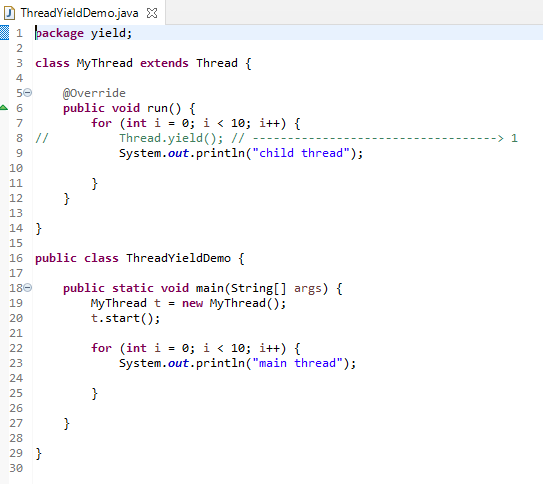 ThreadYieldDemo.java
1 package yield;
2
3 class MyThread extends Thread {
4
5 @Override
6 public void run() {
7 for (int i = 0; i < 10; i++) {
8 // Thread.yield(); // -----------------------------------> 1
9 System.out.println("child thread");
10
11 }
12 }
13
14 }
15
16 public class ThreadYieldDemo {
17
18 public static void main(String[] args) {
19 MyThread t = new MyThread();
20 t.start();
21
22 for (int i = 0; i < 10; i++) {
23 System.out.println("main thread");
24
25 }
26
27 }
28
29 }
30